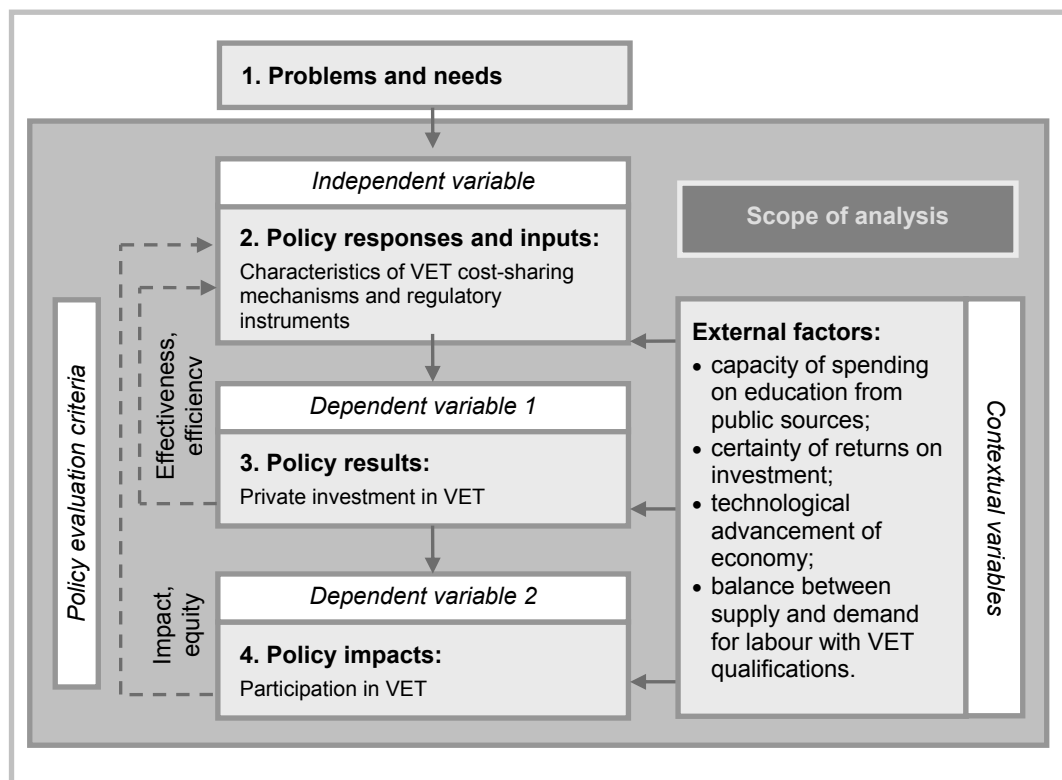 1. Problems and needs
Independent variable
2. Policy responses and inputs:
Characteristics of VET cost-sharing
mechanisms and regulatory
instruments
Scope of analysis
Policy evaluation criteria
Effectiveness,
efficiency
Dependent variable 1
3. Policy results:
Private investment in VET
Impact,
equity
Dependent variable 2
4. Policy impacts:
Participation in VET
External factors:
• capacity of spending
on education from
public sources;
• certainty of returns on
investment;
• technological
advancement of
economy;
• balance between
supply and demand
for labour with VET
qualifications.
Contextual variables